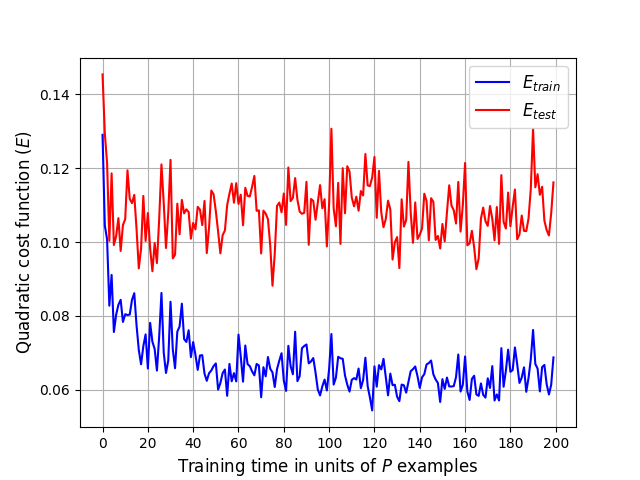 0.14
0.12
0.10
0.08
0.06
0 20 40 60 80 100 120 140 160 180 200
Quadratic cost function (E)
Training time in units of P examples
E_train
E_test